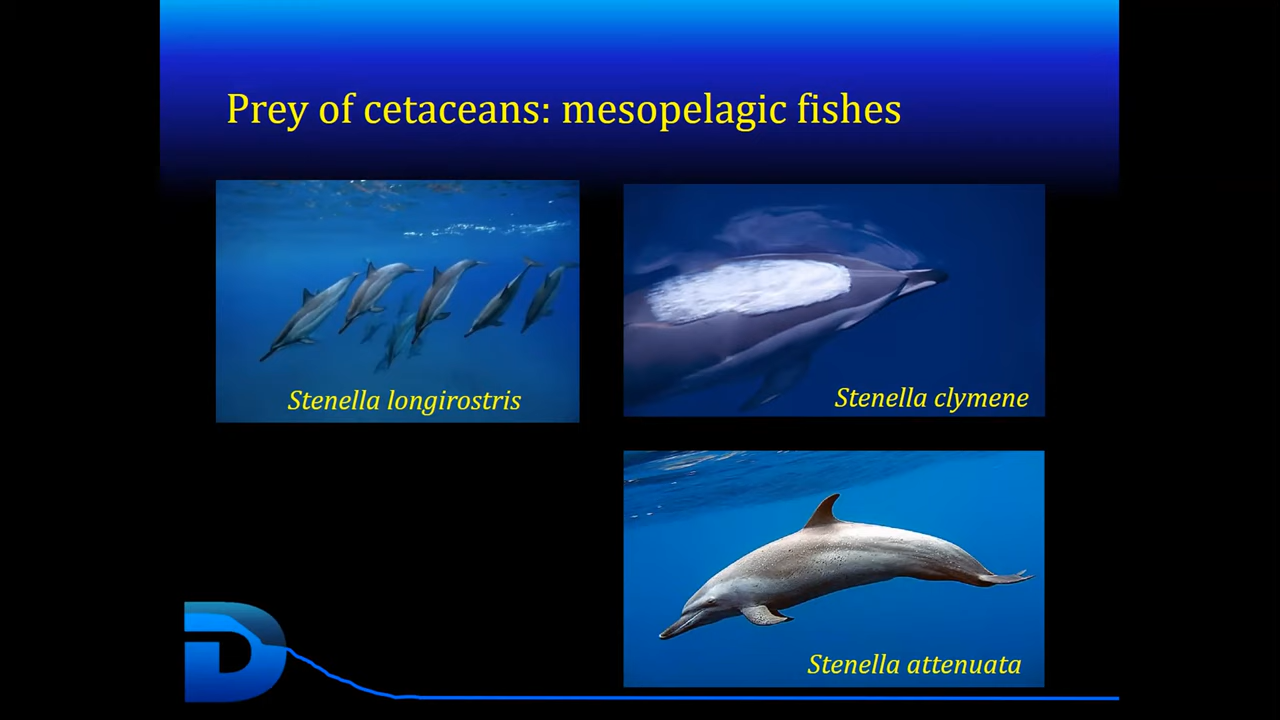 Prey of cetaceans: mesopelagic fishes
Stenella longirostris
Stenella clymene
Stenella attenuata
D